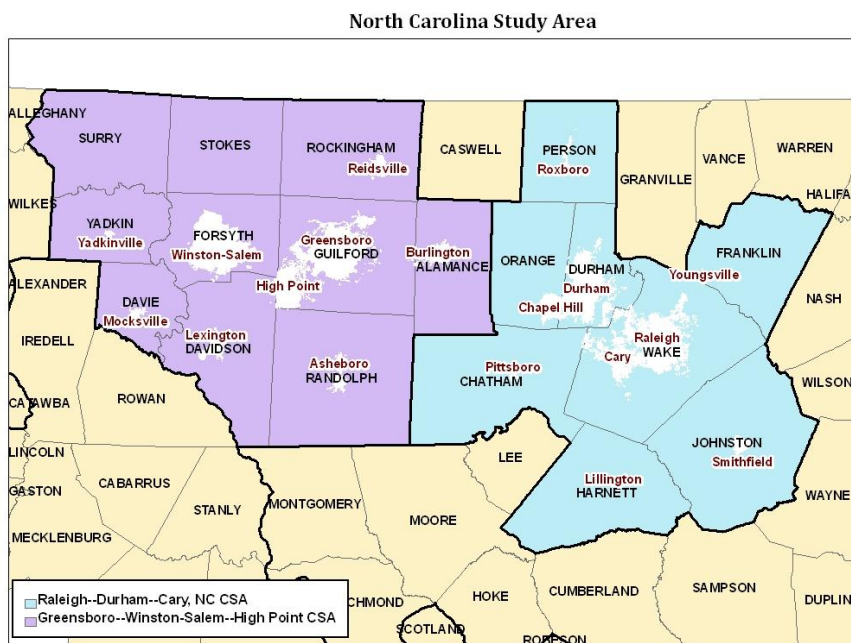 North Carolina Study Area
ALLEGHANY
SURRY
STOKES
ROCKINGHAM
Reidsville
CASWELL
PERSON
Roxboro
GRANVILLE
VANCE
WARREN
HALIFA
WILKES
YADKIN
Yadkinville
FORSYTH
Winston-Salem
Greensboro
GUILFORD
High Point
Burlington
ALAMANCE
ORANGE
DURHAM
Durham
Chapel Hill
FRANKLIN
Youngsville
NASH
ALEXANDER
DAVIE
Mocksville
IREDELL
Lexington
DAVIDSON
Asheboro
RANDOLPH
Pittsboro
CHATHAM
Raleigh
Cary
WAKE
WILSON
CATAWBA
ROWAN
LINCOLN
GASTON
CABARRUS
STANLY
MECKLENBURG
MONTGOMERY
MOORE
LEE
Lillington
HARNETT
JOHNSTON
Smithfield
WAYNE
CHMOND
SCOTLAND
HOKE
CUMBERLAND
ROBESON
SAMPSON
DUPLIN
Raleigh--Durham--Cary, NC CSA
Greensboro--Winston-Salem--High Point CSA